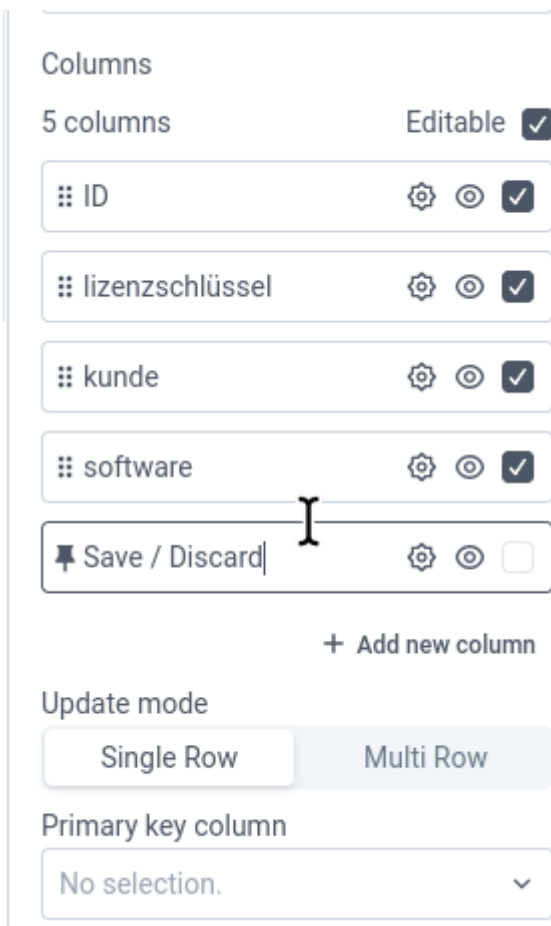 Columns
5 columns Editable
ID
lizenzschlüssel
kunde
software
Save / Discard
+ Add new column
Update mode
Single Row Multi Row
Primary key column
No selection.